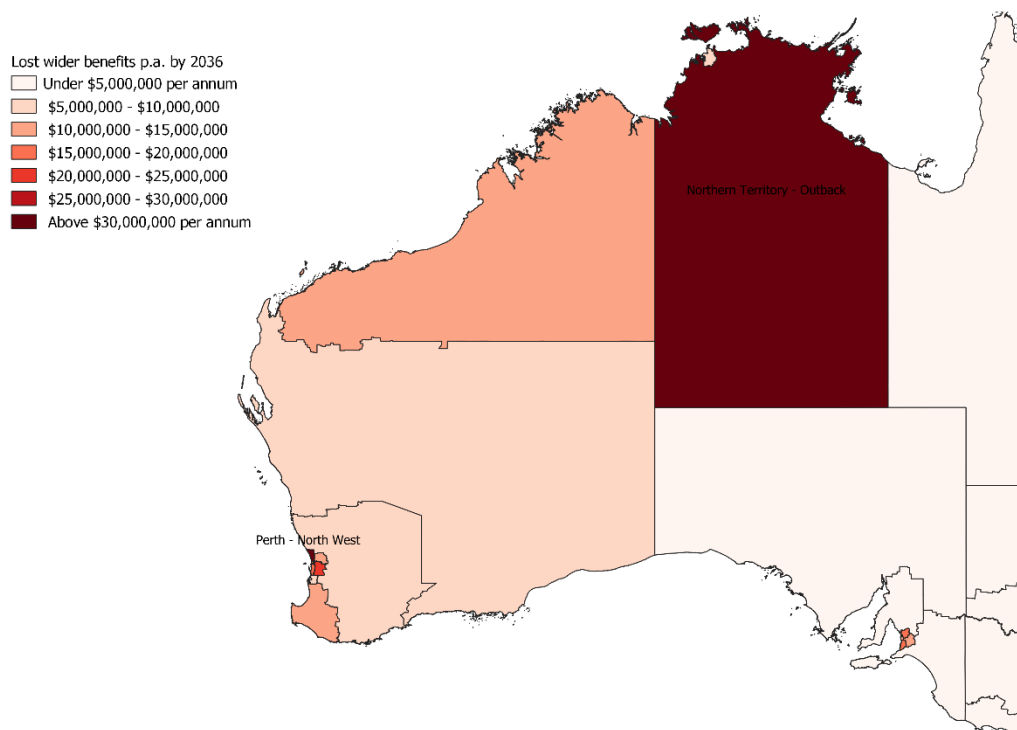 Lost wider benefits p.a. by 2036
Under $5,000,000 per annum
$5,000,000 - $10,000,000
$10,000,000 - $15,000,000
$15,000,000 - $20,000,000
$20,000,000 - $25,000,000
$25,000,000 - $30,000,000
Above $30,000,000 per annum
Northern Territory - Outback
Perth - North West